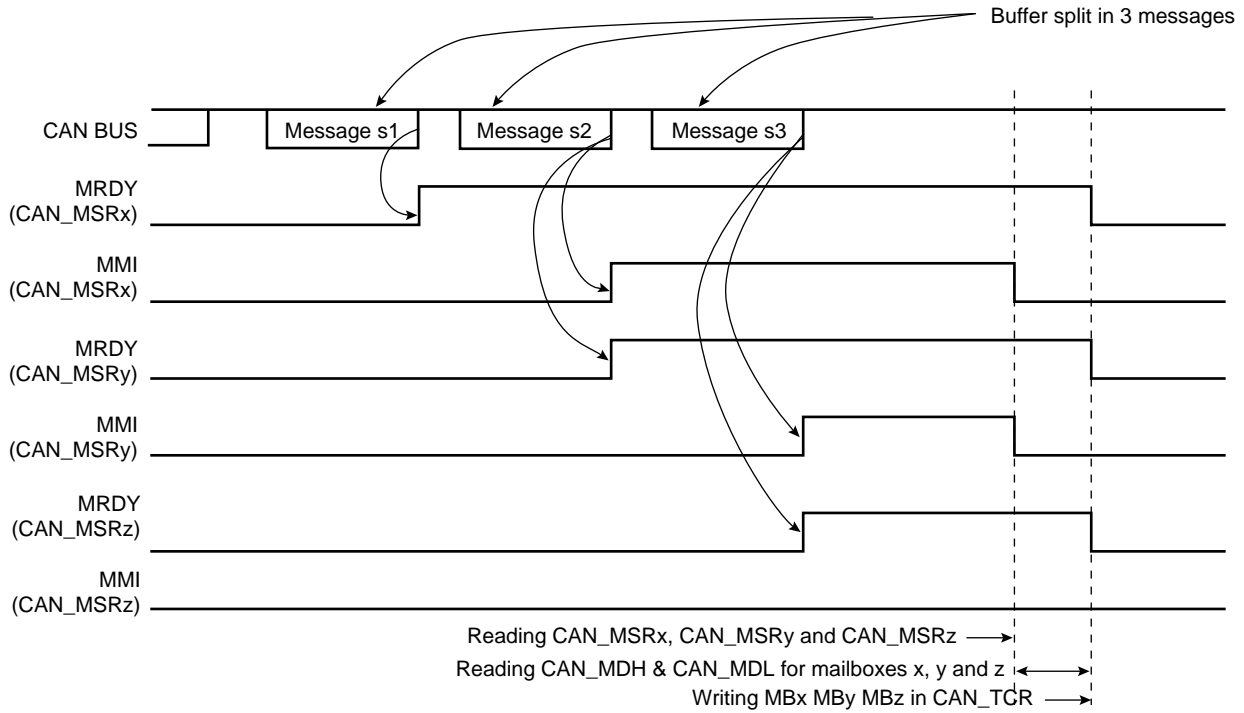 Buffer split in 3 messages
CAN BUS
Message s1
Message s2
Message s3
MRDY
(CAN_MSRx)
MMI
(CAN_MSRx)
MRDY
(CAN_MSRy)
MMI
(CAN_MSRy)
MRDY
(CAN_MSRz)
MMI
(CAN_MSRz)
Reading CAN_MSRx, CAN_MSRy and CAN_MSRz
Reading CAN_MDH & CAN_MDL for mailboxes x, y and z
Writing MBx MBy MBz in CAN_TCR